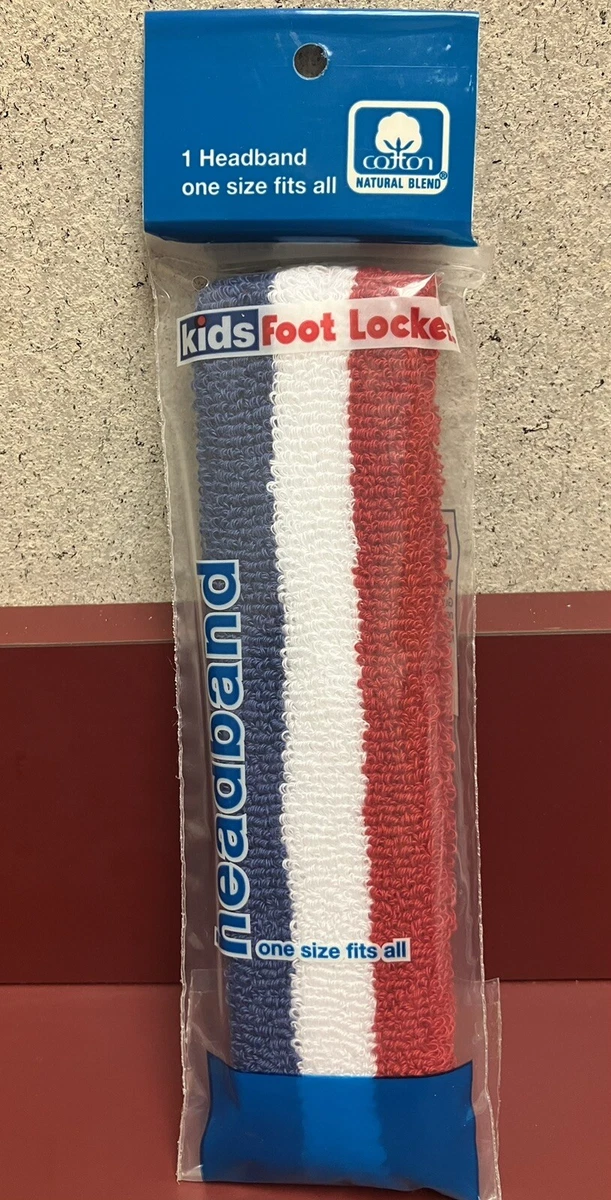 1 Headband
one size fits all
cotton
NATURAL BLEND®
kids Foot Locker
headband
one size fits all